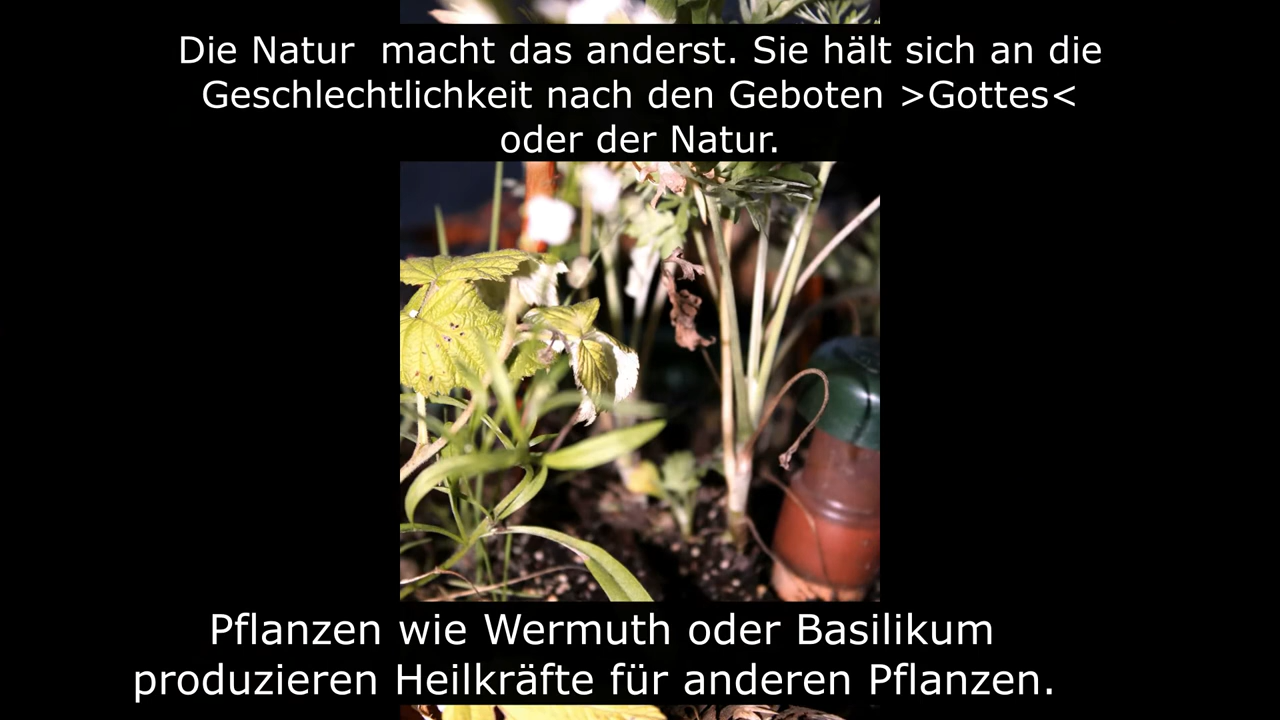 Die Natur  macht das anderst. Sie hält sich an die
Geschlechtlichkeit nach den Geboten >Gottes<
oder der Natur.
Pflanzen wie Wermuth oder Basilikum
produzieren Heilkräfte für anderen Pflanzen.